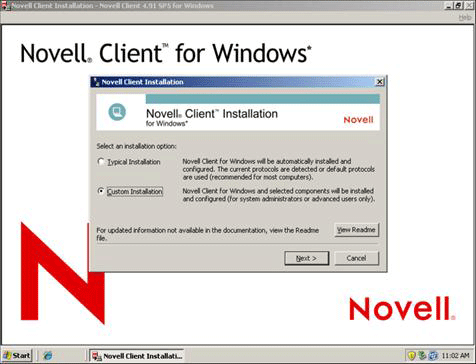 Novell Client Installation - Novell Client 4.91 SP5 for Windows
Help
Novell® Client™ for Windows*
Novell Client Installation
Novell® Client™ Installation
for Windows*
Novell
Select an installation option:
Typical Installation
Novell Client for Windows will be automatically installed and
configured. The current protocols are detected or default protocols
are used (recommended for most computers).
Custom Installation
Novell Client for Windows and selected components will be installed
and configured (for system administrators or advanced users only).
For updated information not available in the documentation, view the Readme
file.
View Readme
Next >
Cancel
N
Novell®
Start
Novell Client Installati...
11:02 AM